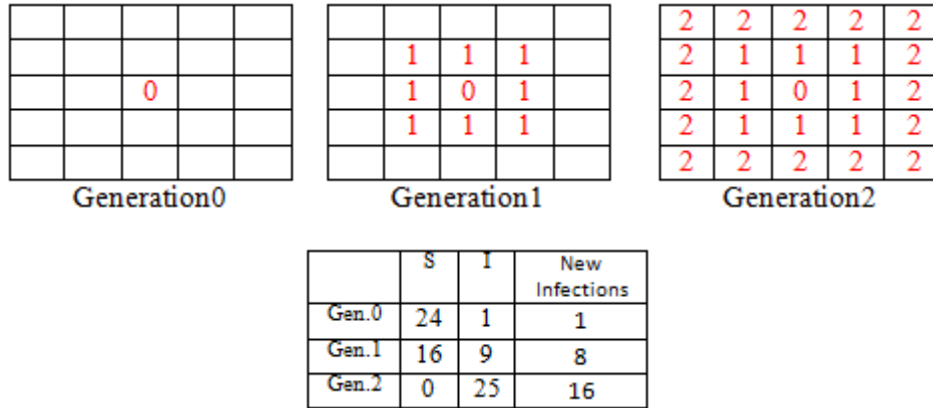 2 2 2 2 2
1 1 1 2 1 1 1 2
0 1 0 1 2 1 0 1 2
1 1 1 2 1 1 1 2
2 2 2 2 2
Generation0 Generation1 Generation2
S I New
Infections
Gen.0 24 1 1
Gen.1 16 9 8
Gen.2 0 25 16